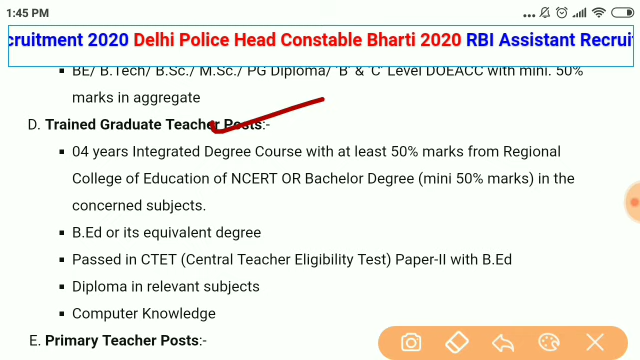 1:45 PM
cruitment 2020 Delhi Police Head Constable Bharti 2020 RBI Assistant Recruit
▪ BE/ B.Tech/ B.Sc./ M.Sc./ PG Diploma/ 'B' & 'C' Level DOEACC with mini. 50%
marks in aggregate
D. Trained Graduate Teacher Posts:-
▪ 04 years Integrated Degree Course with at least 50% marks from Regional
College of Education of NCERT OR Bachelor Degree (mini 50% marks) in the
concerned subjects.
▪ B.Ed or its equivalent degree
▪ Passed in CTET (Central Teacher Eligibility Test) Paper-II with B.Ed
▪ Diploma in relevant subjects
▪ Computer Knowledge
E. Primary Teacher Posts:-